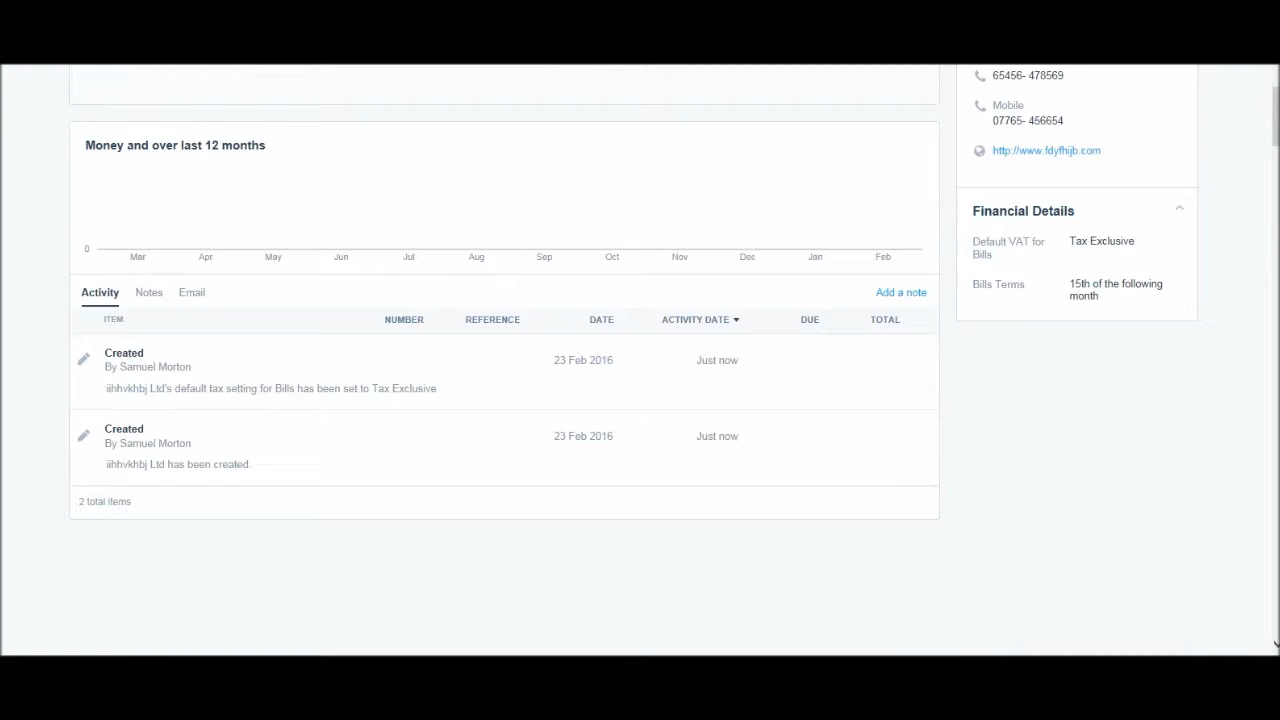 65456- 478569
Mobile
07765- 456654
http://www.fdyfhijb.com
Money and over last 12 months
0
Mar Apr May Jun Jul Aug Sep Oct Nov Dec Jan Feb
Financial Details
Default VAT for Bills
Tax Exclusive
Bills Terms
15th of the following month
Activity Notes Email Add a note
ITEM NUMBER REFERENCE DATE ACTIVITY DATE DUE TOTAL
Created
By Samuel Morton
23 Feb 2016 Just now
iihhvkhbj Ltd's default tax setting for Bills has been set to Tax Exclusive
Created
By Samuel Morton
23 Feb 2016 Just now
iihhvkhbj Ltd has been created.
2 total items